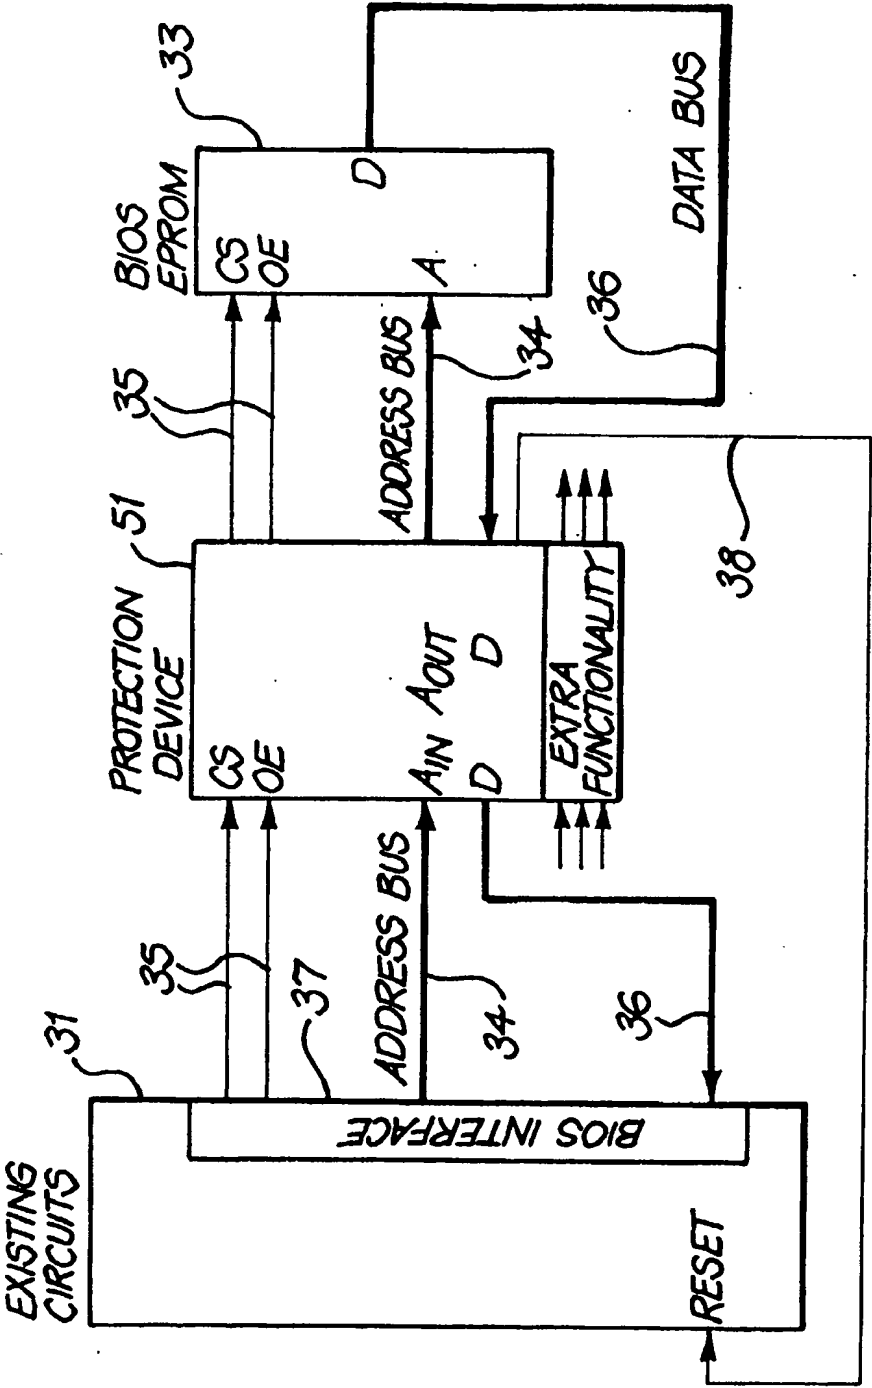 EXISTING
CIRCUITS
31
BIOS INTERFACE
37
RESET
35
ADDRESS BUS
34
36
PROTECTION
DEVICE
51
CS
OE
AIN AOUT
D D
EXTRA
FUNCTIONALITY
35
ADDRESS BUS
34
38
BIOS
EPROM
33
CS
OE
A
D
36
DATA BUS